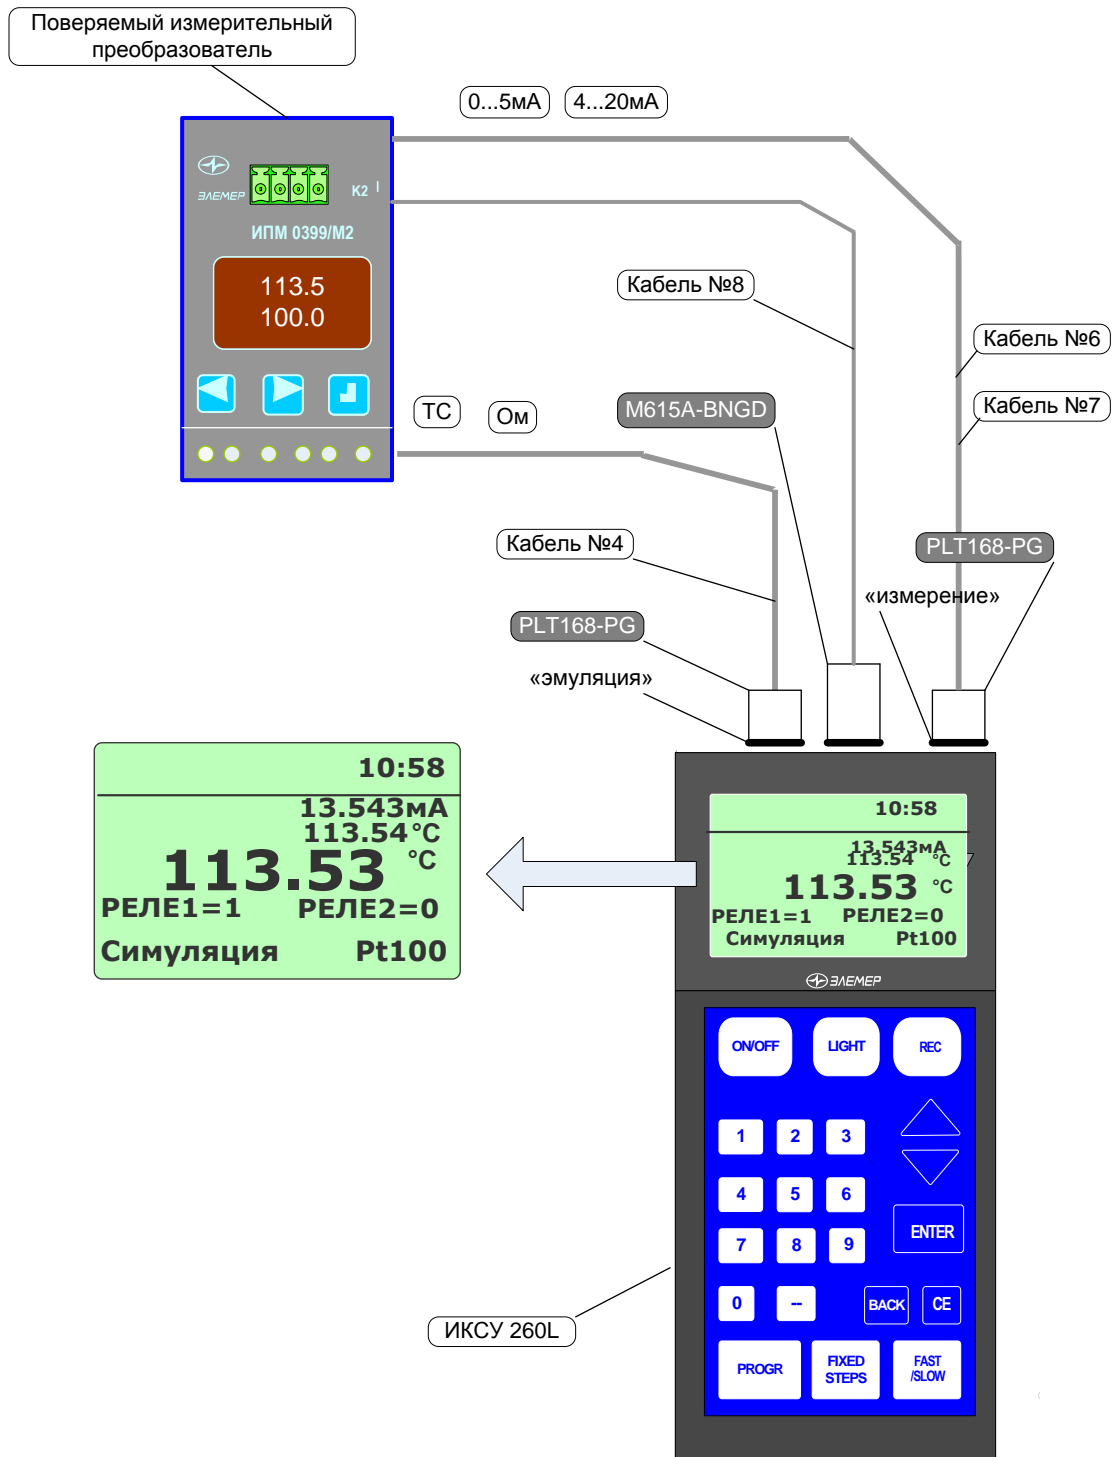 Поверяемый измерительный
преобразователь
0...5мА 4...20мА
ЭЛЕМЕР
K2 I
ИПМ 0399/М2
113.5
100.0
Кабель №8
Кабель №6
ТС Ом
M615A-BNGD
Кабель №7
Кабель №4
PLT168-PG
«измерение»
PLT168-PG
«эмуляция»
10:58
13.543мА
113.54 °C
113.53 °C
РЕЛЕ1=1 РЕЛЕ2=0
Симуляция Pt100
10:58
13.543мА
113.54 °C
113.53 °C
РЕЛЕ1=1 РЕЛЕ2=0
Симуляция Pt100
ЭЛЕМЕР
ON/OFF LIGHT REC
1 2 3
4 5 6
7 8 9
ENTER
0 -- BACK CE
ИКСУ 260L
PROGR
FIXED
STEPS
FAST
/SLOW